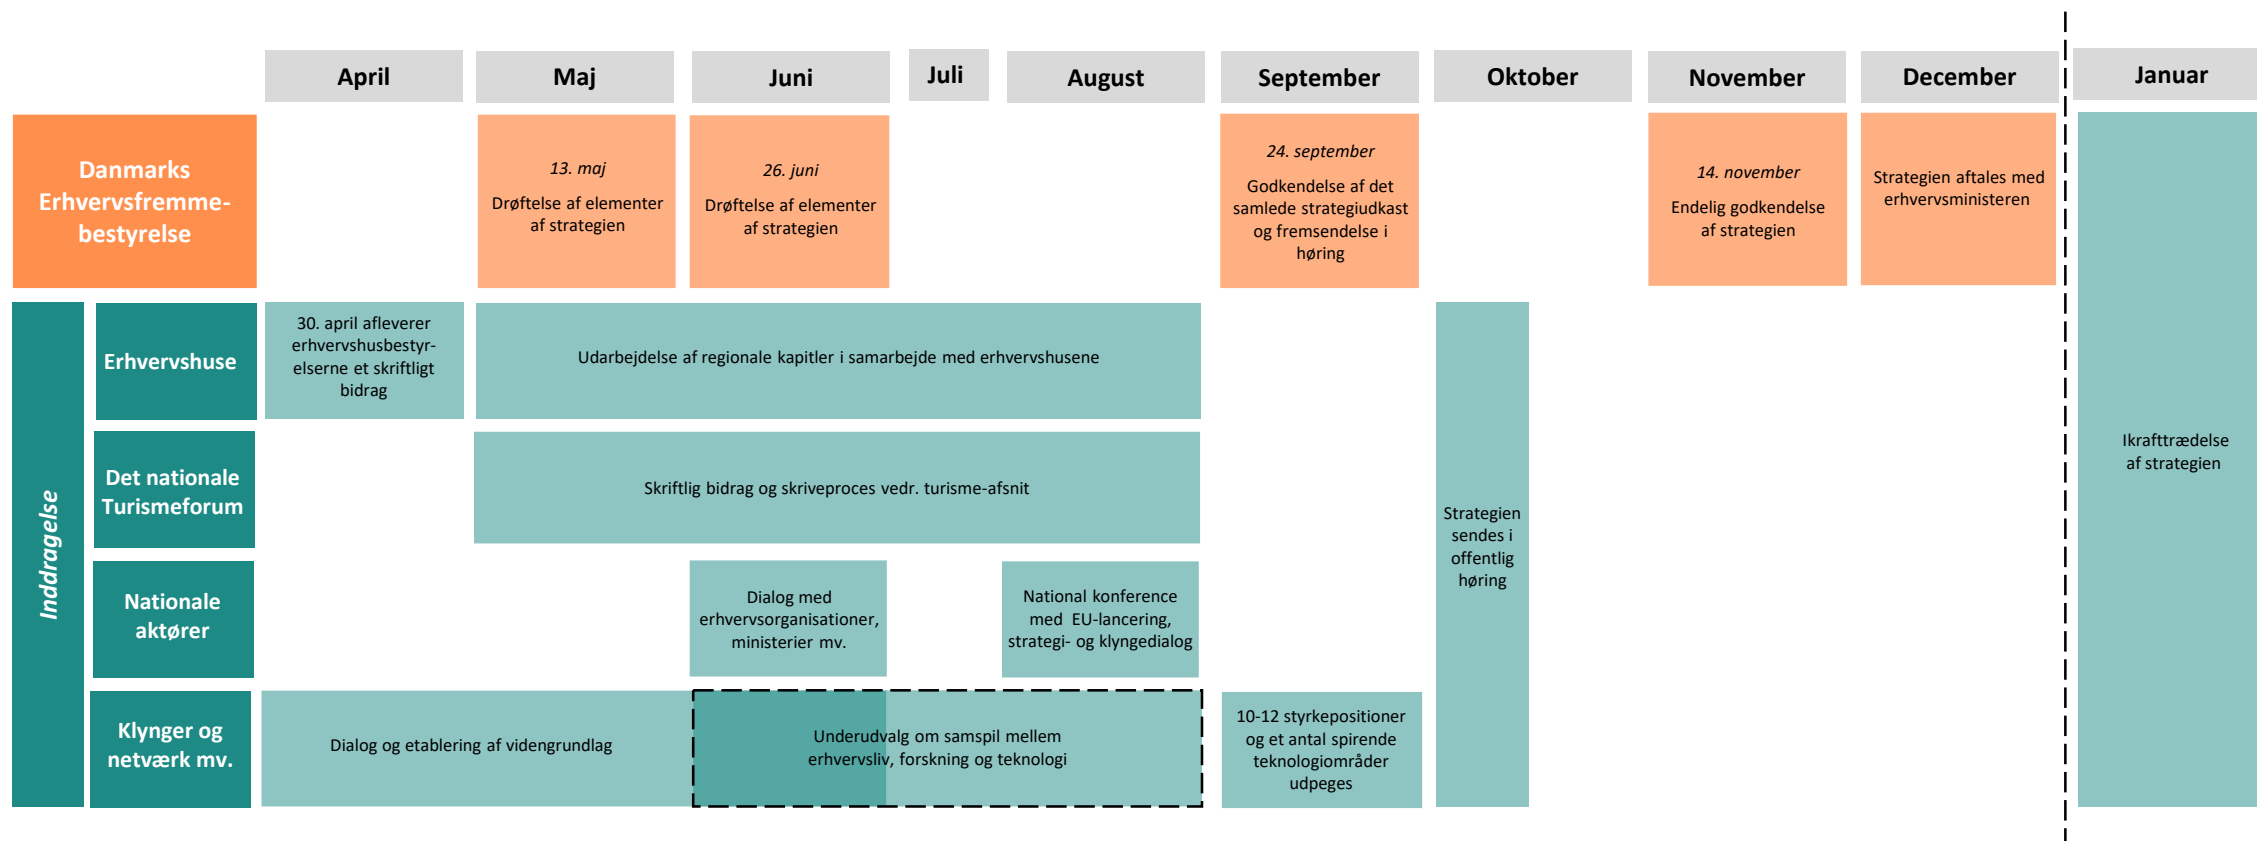 April
Maj
Juni
Juli
August
September
Oktober
November
December
Januar
Danmarks
Erhvervsfremme-
bestyrelse
13. maj
Drøftelse af elementer
af strategien
26. juni
Drøftelse af elementer
af strategien
24. september
Godkendelse af det
samlede strategiudkast
og fremsendelse i
høring
14. november
Endelig godkendelse
af strategien
Strategien aftales med
erhvervsministeren
Inddragelse
Erhvervshuse
30. april afleverer
erhvervshusbestyr-
elserne et skriftligt
bidrag
Udarbejdelse af regionale kapitler i samarbejde med erhvervshusene
Det nationale
Turismeforum
Skriftlig bidrag og skriveproces vedr. turisme-afsnit
Nationale
aktører
Dialog med
erhvervsorganisationer,
ministerier mv.
National konference
med EU-lancering,
strategi- og klyngedialog
Klynger og
netværk mv.
Dialog og etablering af videngrundlag
Underudvalg om samspil mellem
erhvervsliv, forskning og teknologi
10-12 styrkepositioner
og et antal spirende
teknologiområder
udpeges
Strategien
sendes i
offentlig
høring
Ikrafttrædelse
af strategien